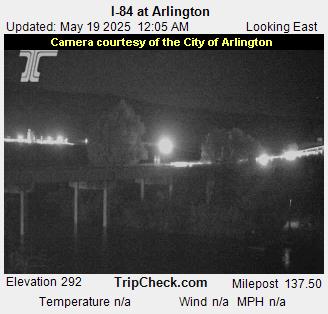 I-84 at Arlington
Updated: May 19 2025 12:05 AM Looking East
Camera courtesy of the City of Arlington
Elevation 292 TripCheck.com Milepost 137.50
Temperature n/a Wind n/a MPH n/a